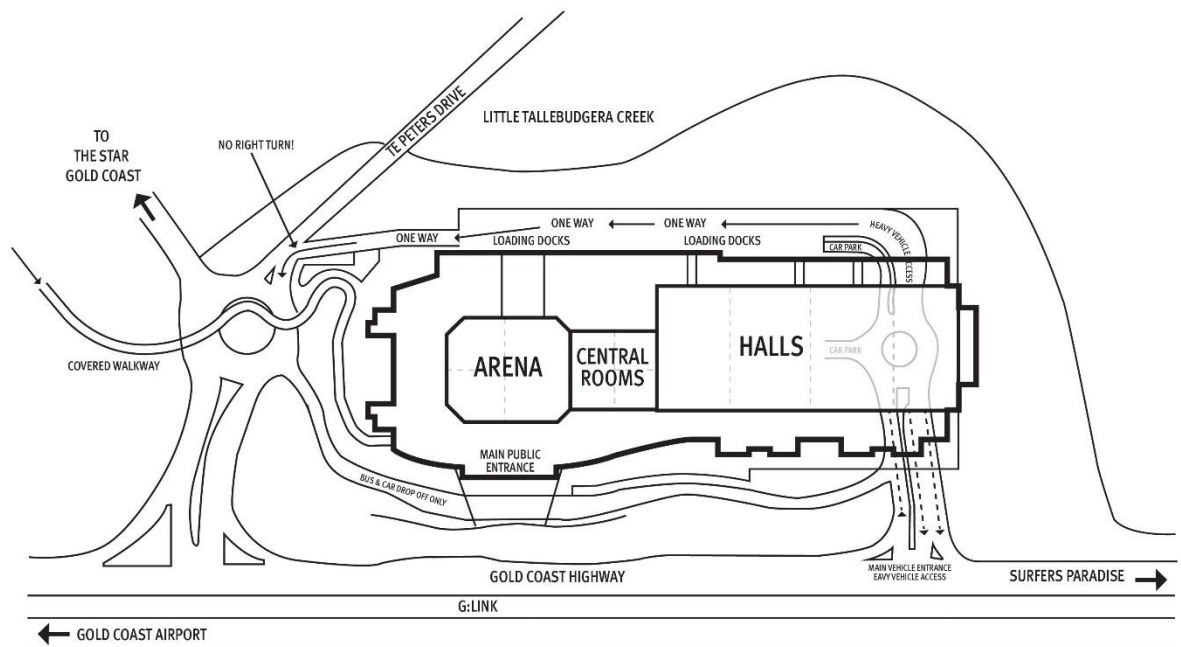 LITTLE TALLEBUDGERA CREEK
TE PETERS DRIVE
TO
THE STAR
GOLD COAST
NO RIGHT TURN!
ONE WAY
ONE WAY
ONE WAY
HEAVY VEHICLE ACCESS
LOADING DOCKS
LOADING DOCKS
CAR PARK
COVERED WALKWAY
ARENA
CENTRAL
ROOMS
HALLS
CAR PARK
MAIN PUBLIC
ENTRANCE
BUS & CAR DROP OFF ONLY
MAIN VEHICLE ENTRANCE
EAVY VEHICLE ACCESS
GOLD COAST HIGHWAY
SURFERS PARADISE
G:LINK
GOLD COAST AIRPORT